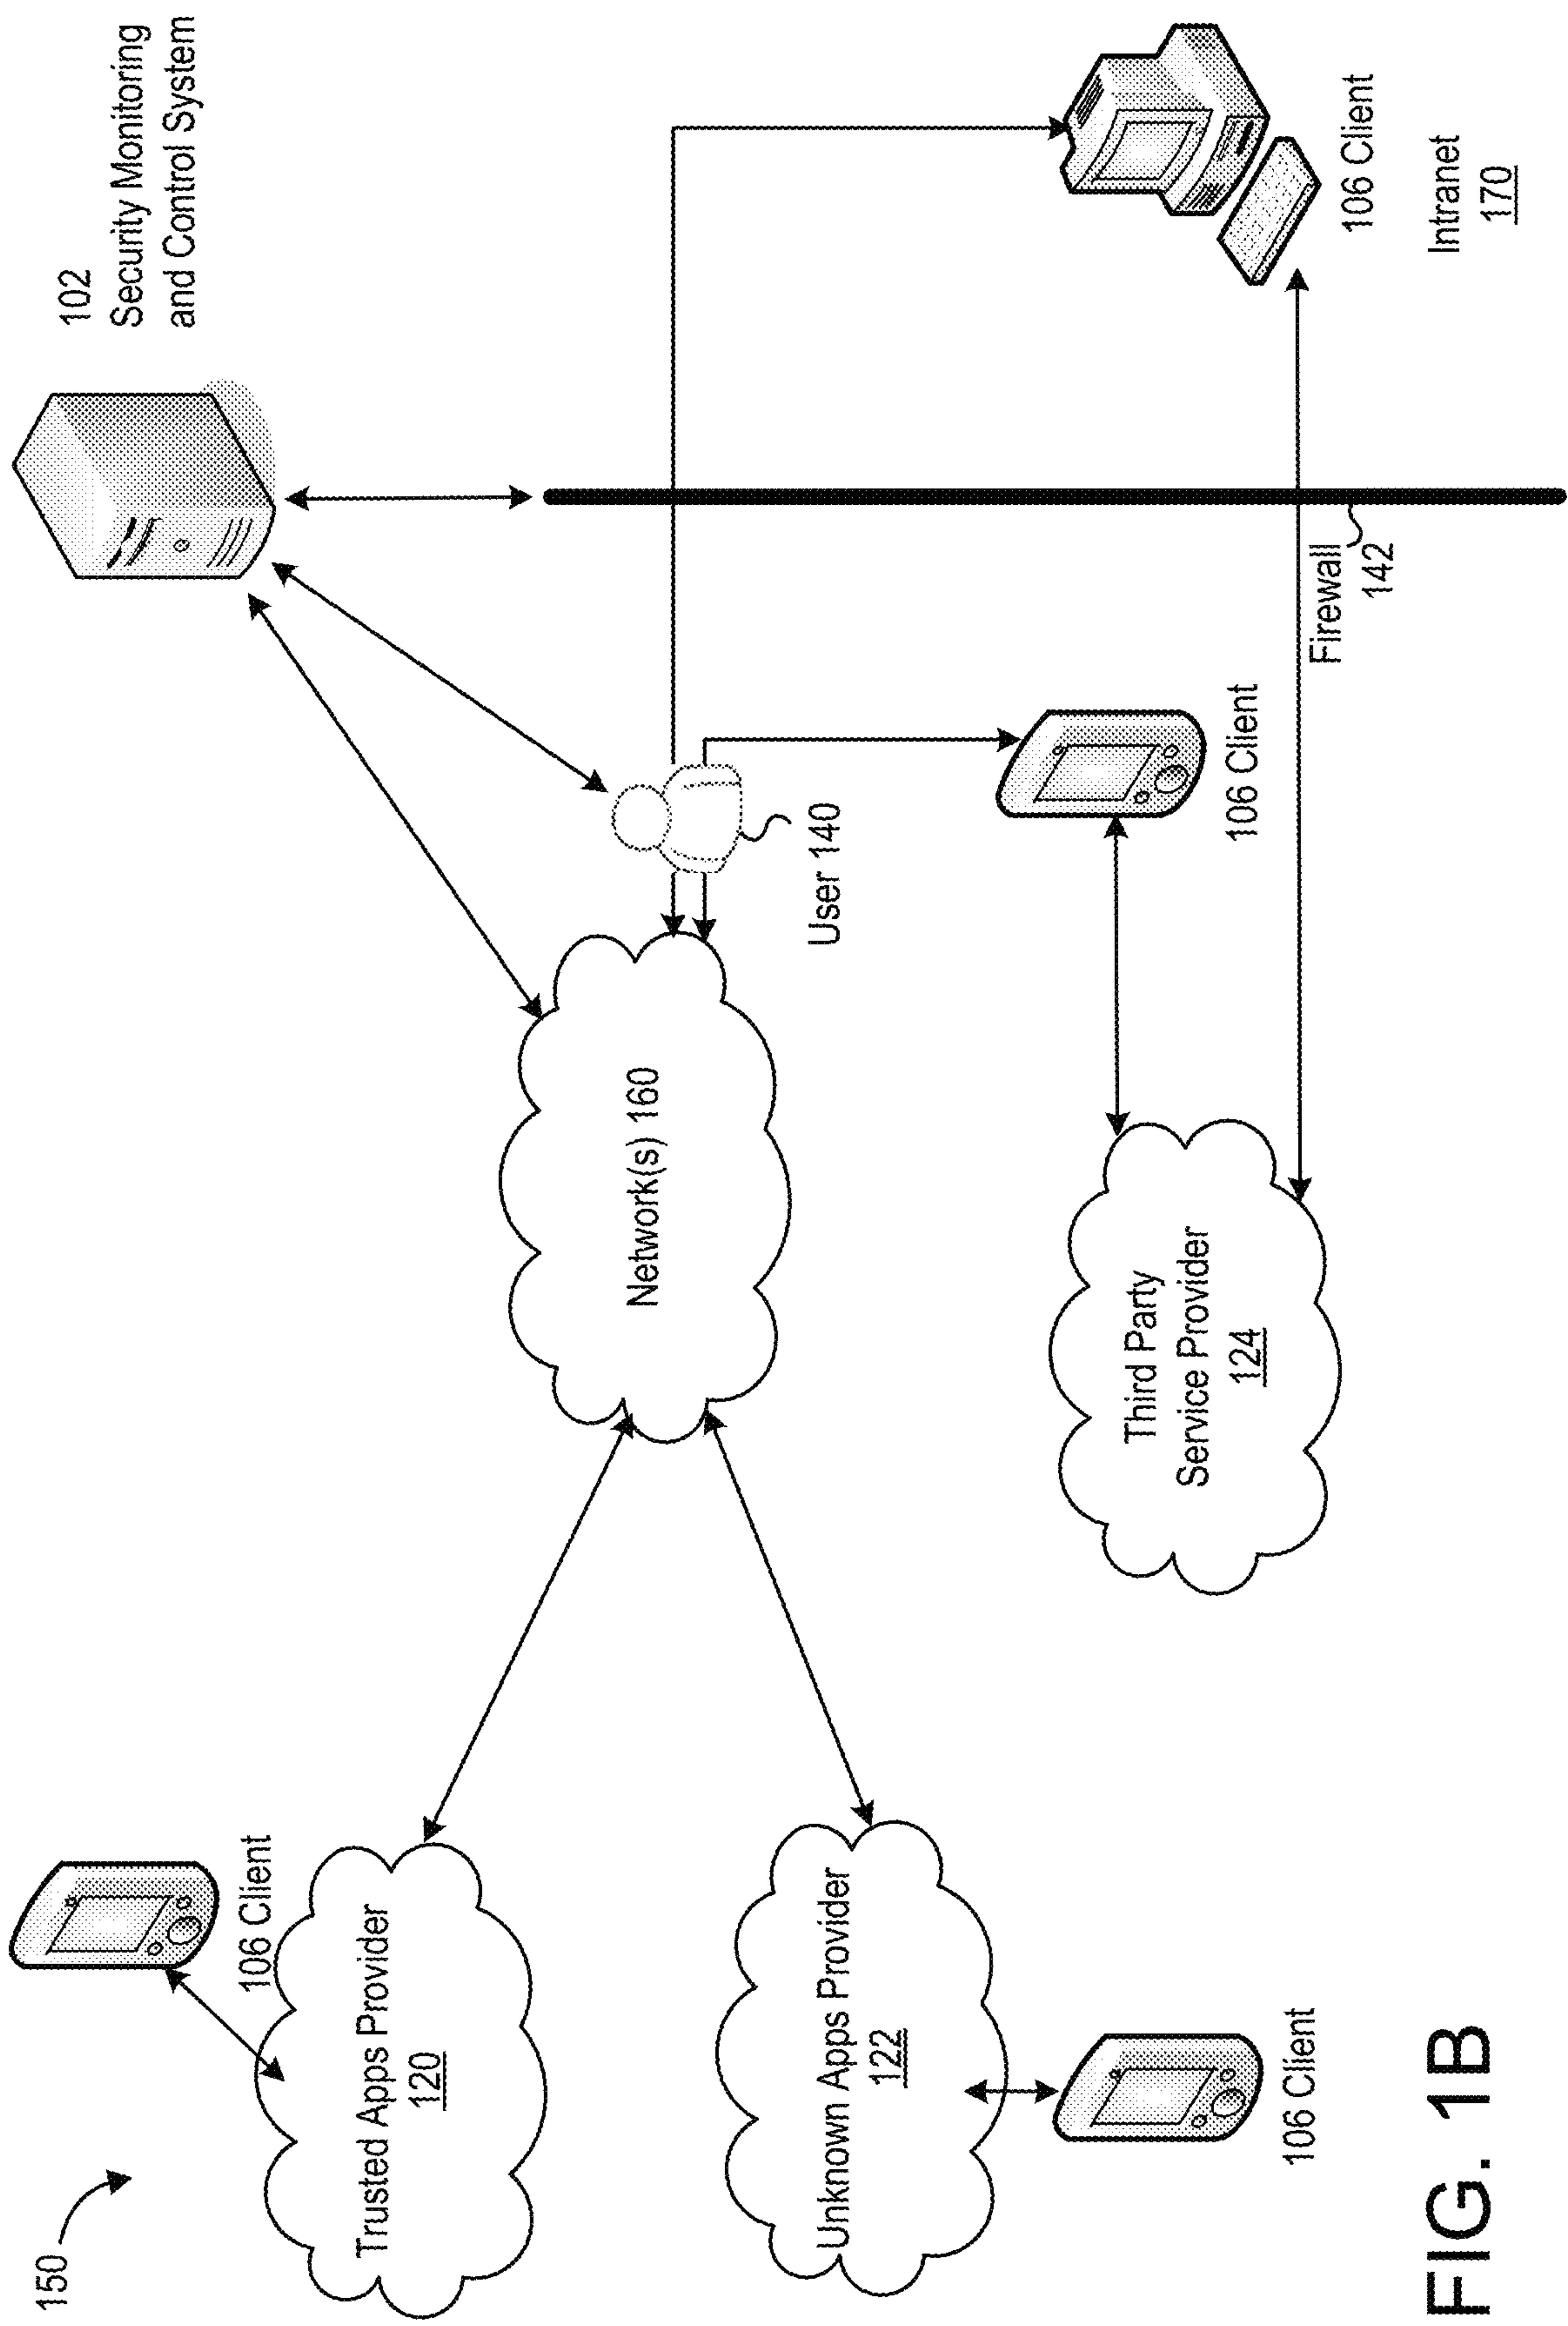 150
102
Security Monitoring
and Control System
106 Client
Trusted Apps Provider
120
Network(s) 160
User 140
Unknown Apps Provider
122
106 Client
Third Party
Service Provider
124
106 Client
Firewall
142
106 Client
Intranet
170
FIG. 1B